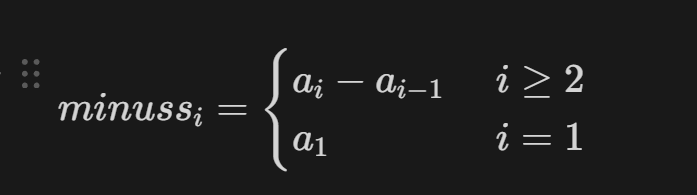 minuss_i = { a_i − a_{i−1}   i ≥ 2
a_1   i = 1